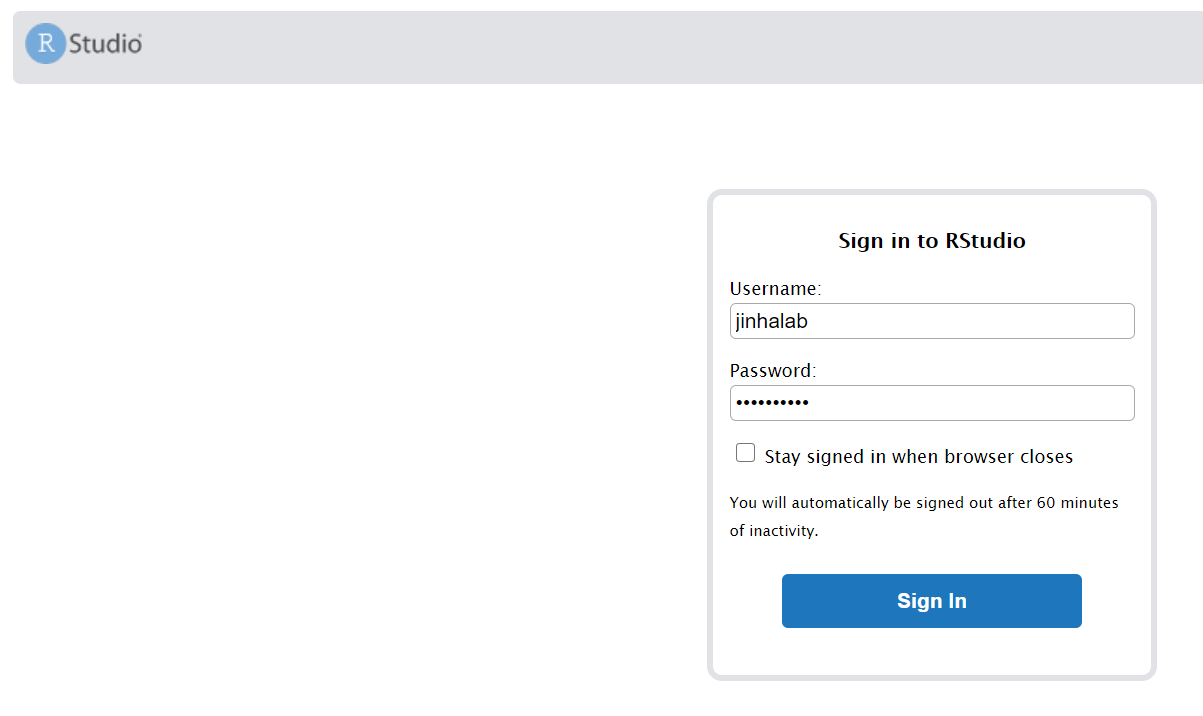 R Studio
Sign in to RStudio
Username:
jinhalab
Password:
••••••••••
Stay signed in when browser closes
You will automatically be signed out after 60 minutes
of inactivity.
Sign In